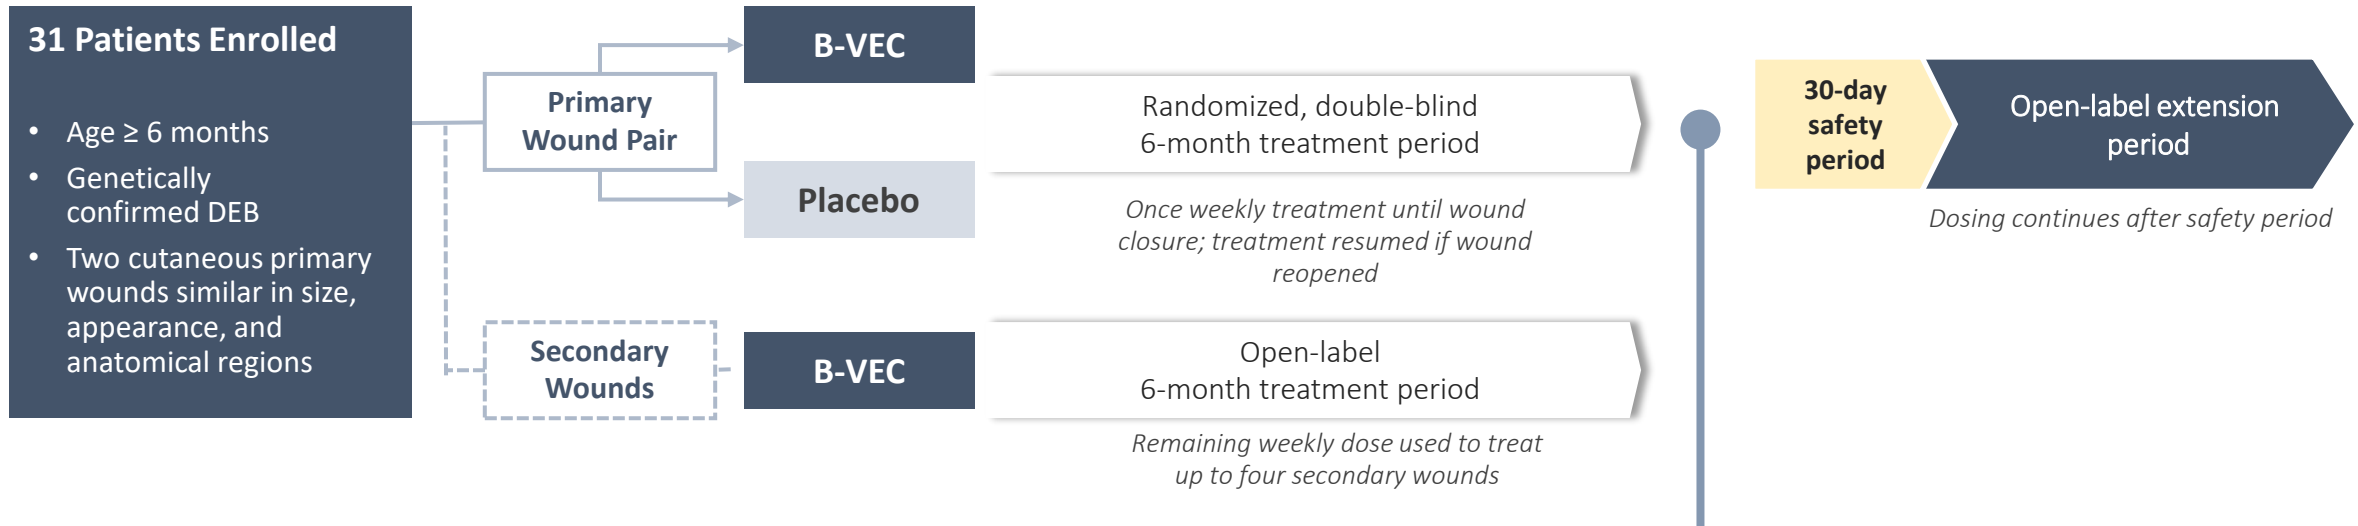 31 Patients Enrolled
• Age ≥ 6 months
• Genetically
confirmed DEB
• Two cutaneous primary
wounds similar in size,
appearance, and
anatomical regions
Primary
Wound Pair
B-VEC
Placebo
Randomized, double-blind
6-month treatment period
Once weekly treatment until wound
closure; treatment resumed if wound
reopened
Secondary
Wounds
B-VEC
Open-label
6-month treatment period
Remaining weekly dose used to treat
up to four secondary wounds
30-day
safety
period
Open-label extension
period
Dosing continues after safety period